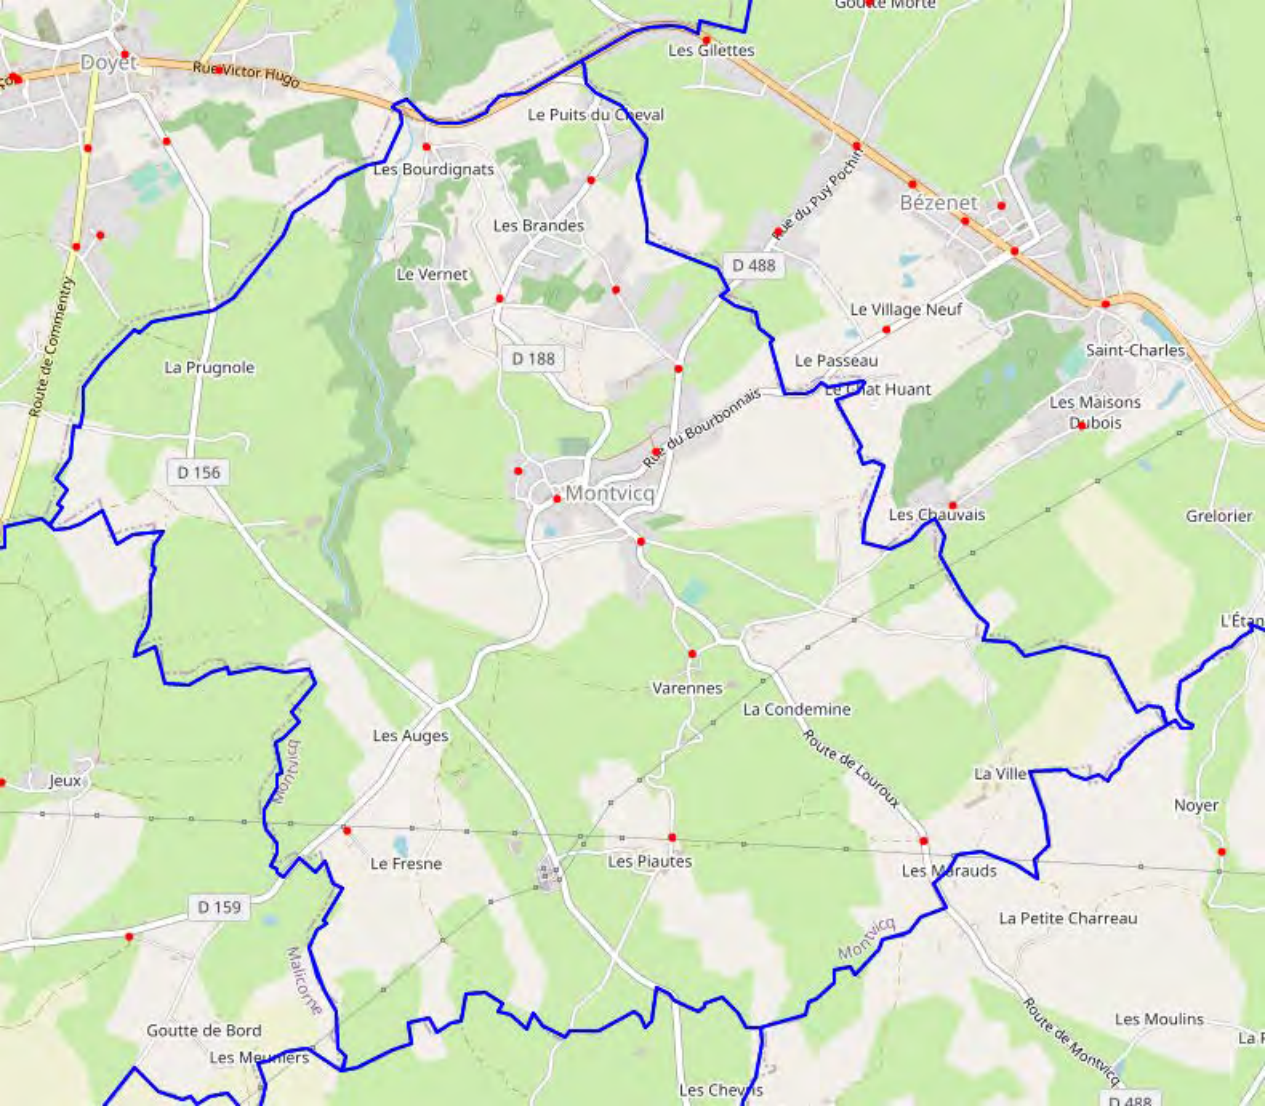 Goutte Morte
Les Gilettes
Doyet
Rue Victor Hugo
Le Puits du Cheval
Les Bourdignats
Rue du Puy Pochin
Bézenet
Les Brandes
D 488
Le Vernet
Le Village Neuf
Route de Commentry
D 188
Saint-Charles
La Prugnole
Le Passeau
Le Chat Huant
Les Maisons
Dubois
Rue du Bourbonnais
D 156
Montvicq
Les Chauvais
Grelorier
L'Étan
Varennes
La Condemine
Les Auges
Route de Louroux
Montvicq
Jeux
La Ville
Noyer
Le Fresne
Les Piautes
Les Marauds
D 159
La Petite Charreau
Montvicq
Malicorne
Goutte de Bord
Les Meuniers
Les Moulins
Route de Montvicq
Les Chevris
D 488